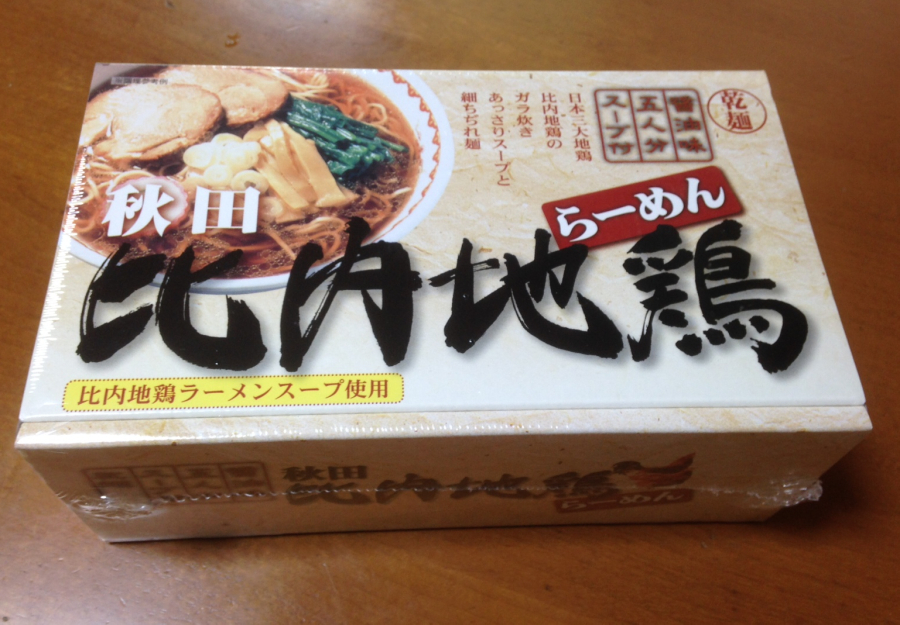 乾麺
醤油味
五人分
スープ付
"日本三大地鶏"
比内地鶏の
ガラ炊き
あっさりスープと
細ちぢれ麺
らーめん
秋田
比内地鶏
比内地鶏ラーメンスープ使用
秋田
比内地鶏
らーめん